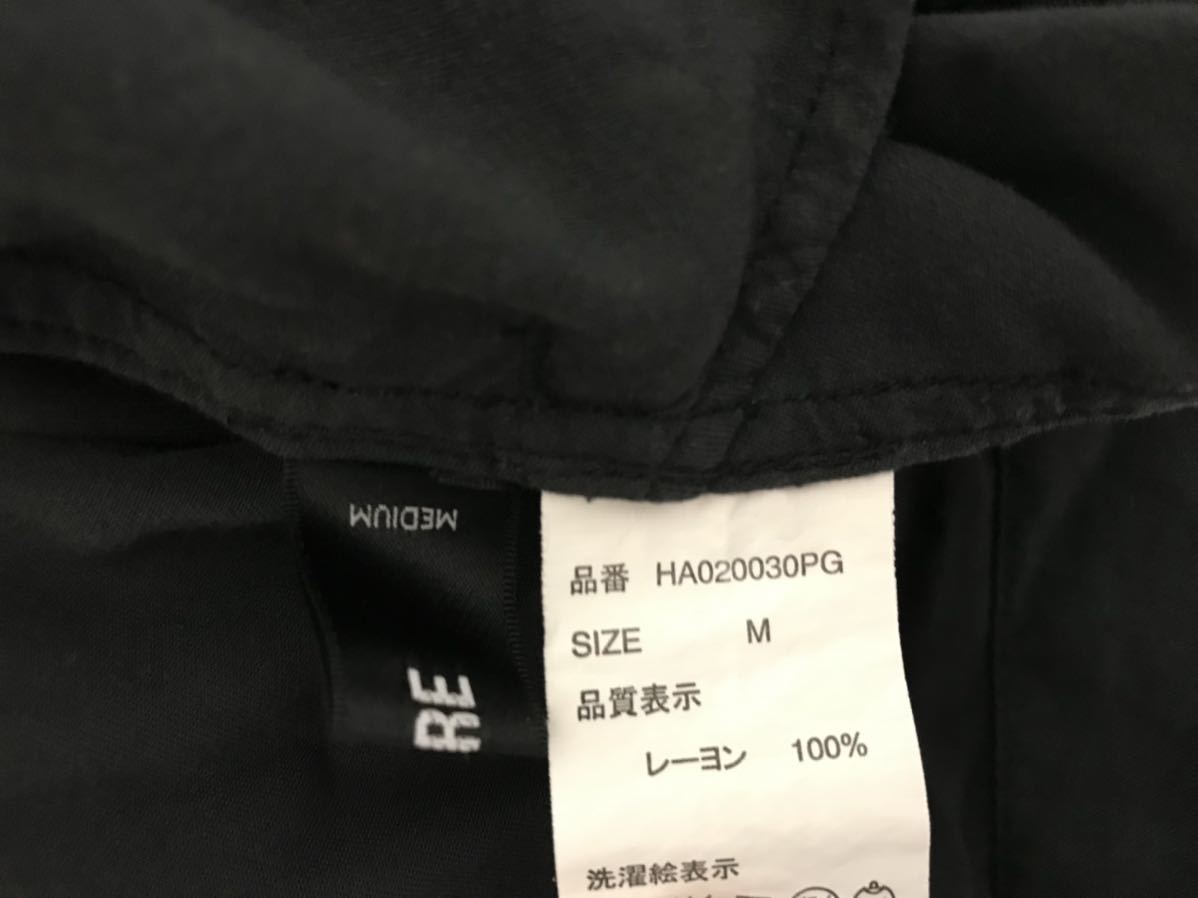 MEDIUM
RE
品番 HA020030PG
SIZE M
品質表示
レーヨン 100%
洗濯絵表示